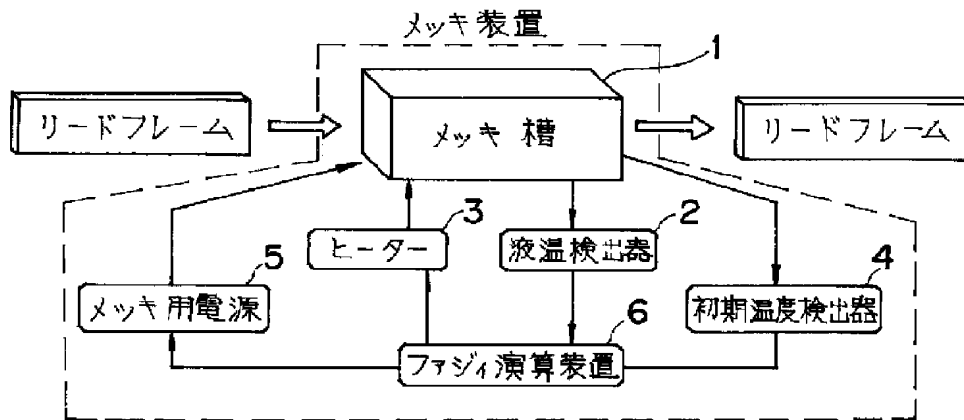 メッキ装置
1
リードフレーム
メッキ槽
リードフレーム
3
2
ヒーター
液温検出器
5
4
メッキ用電源
初期温度検出器
6
ファジィ演算装置